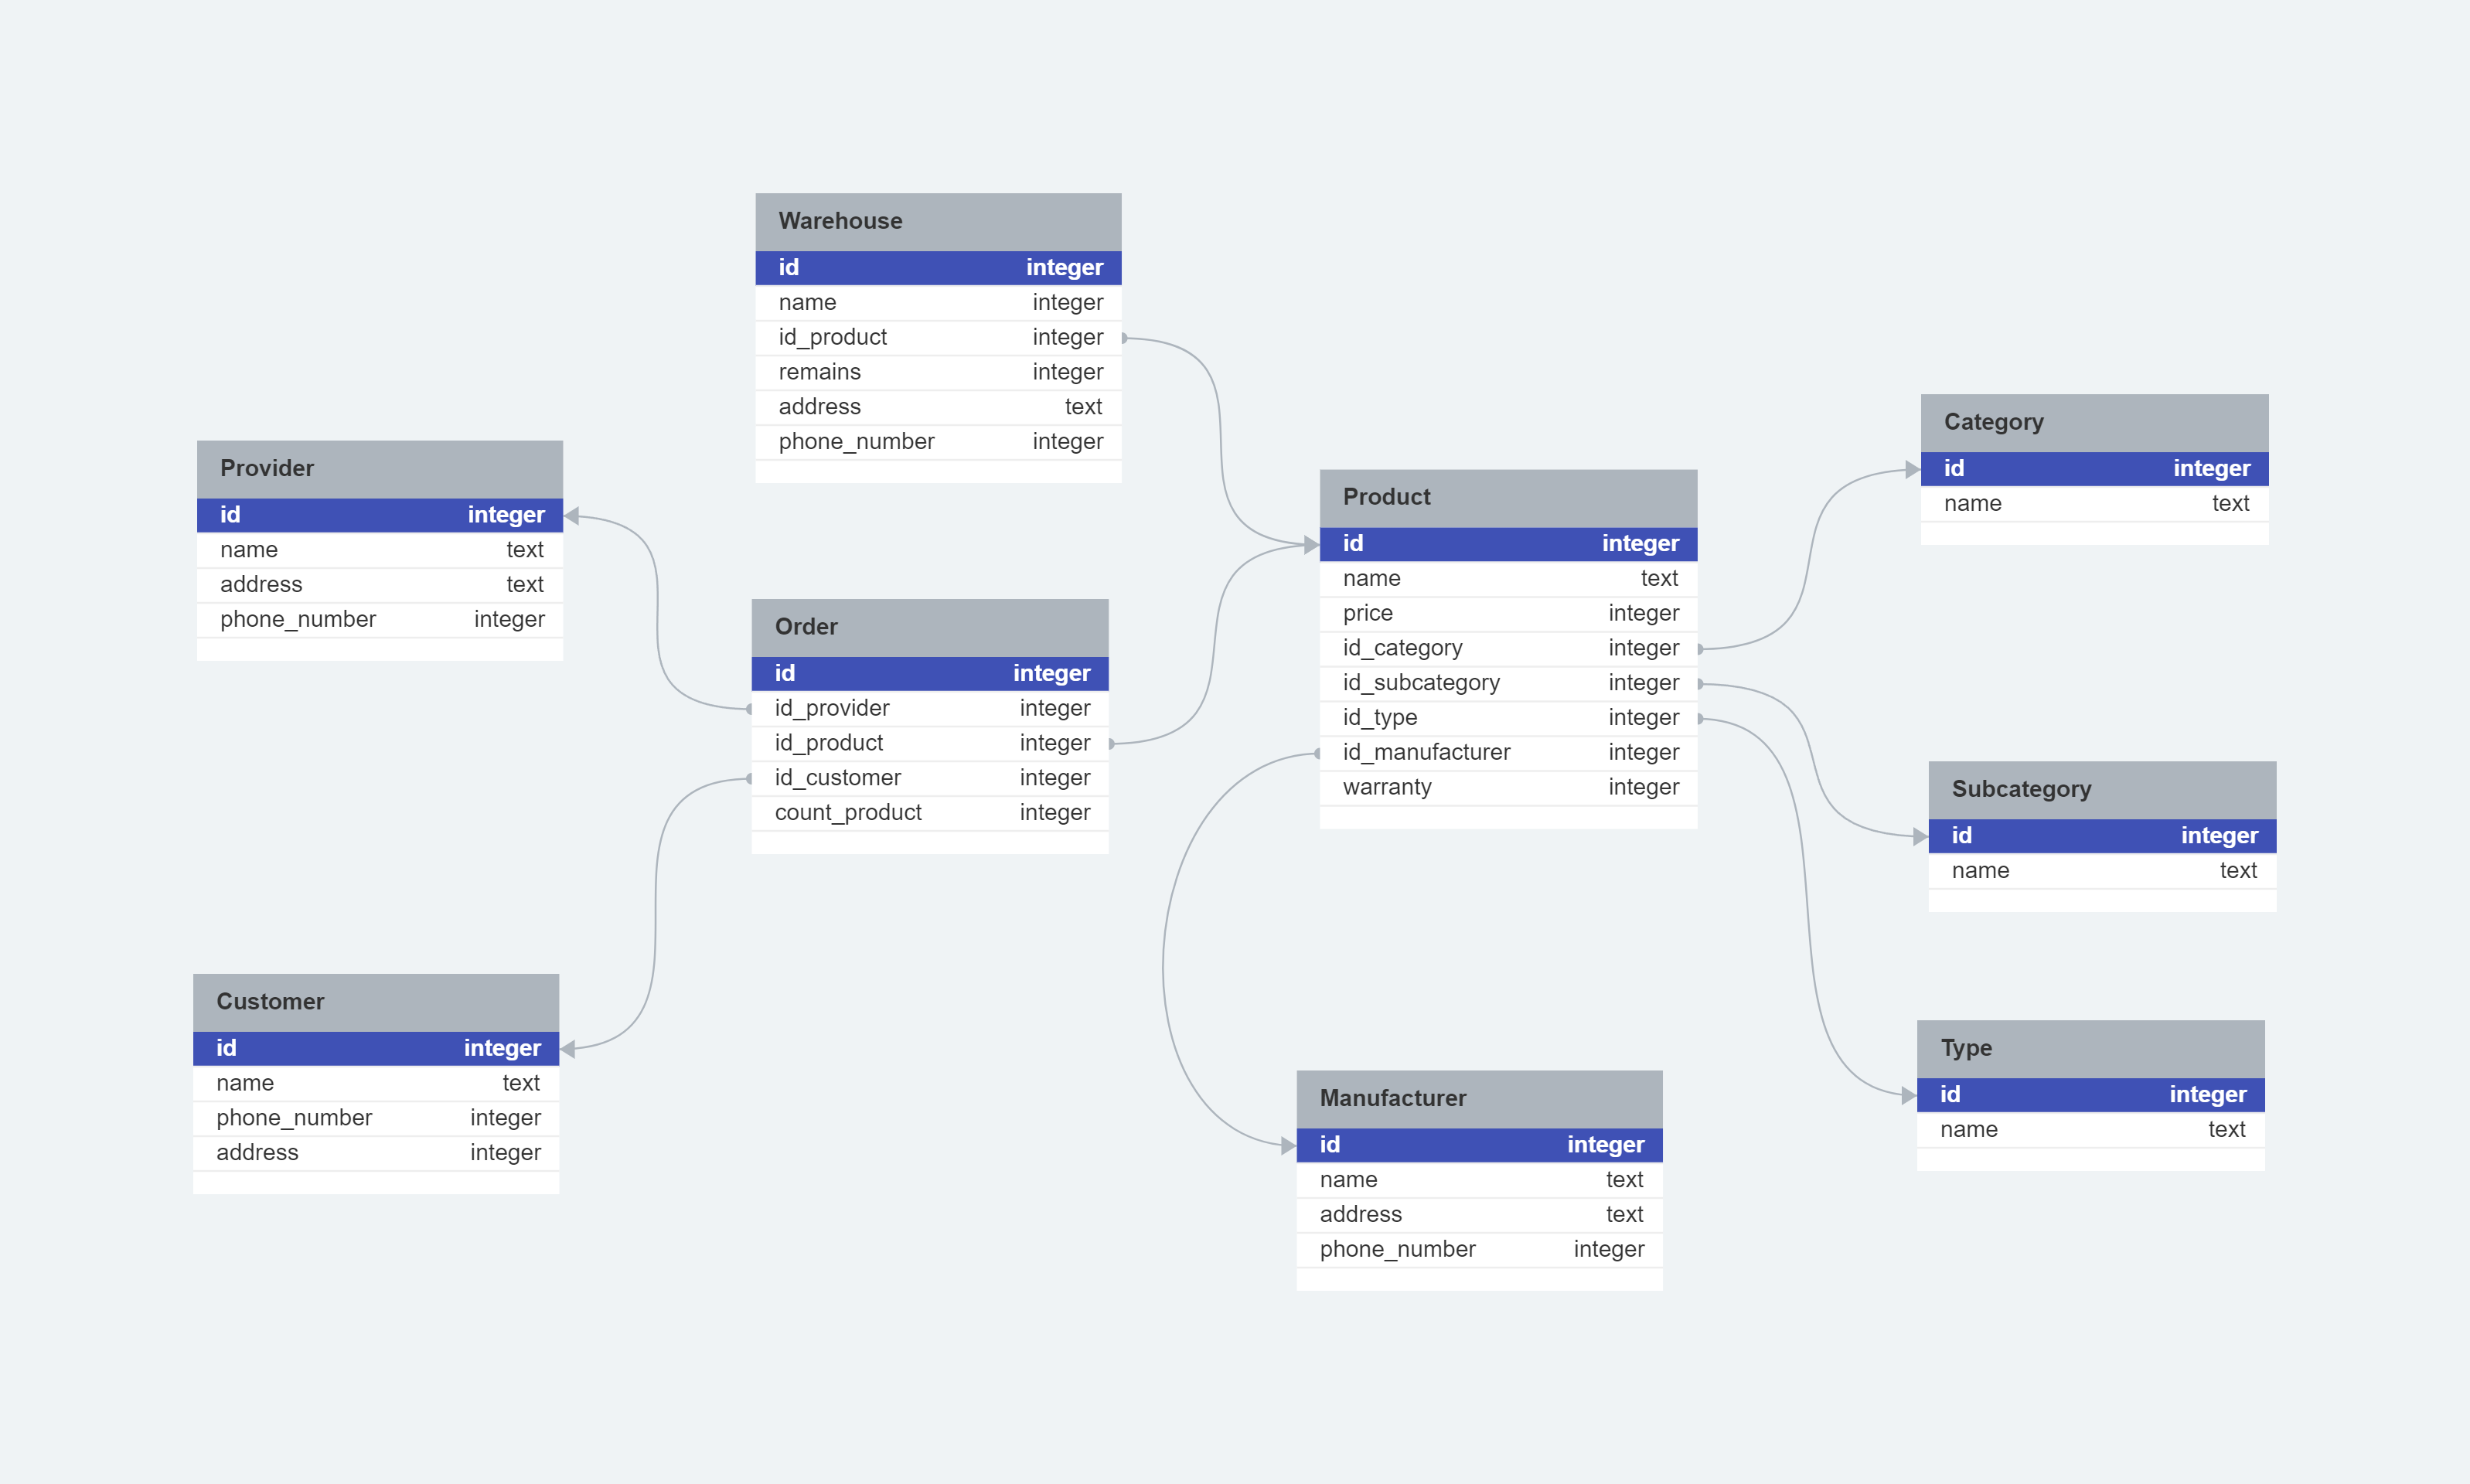 Warehouse
id integer
name integer
id_product integer
remains integer
address text
phone_number integer
Provider
id integer
name text
address text
phone_number integer
Order
id integer
id_provider integer
id_product integer
id_customer integer
count_product integer
Customer
id integer
name text
phone_number integer
address integer
Product
id integer
name text
price integer
id_category integer
id_subcategory integer
id_type integer
id_manufacturer integer
warranty integer
Manufacturer
id integer
name text
address text
phone_number integer
Category
id integer
name text
Subcategory
id integer
name text
Type
id integer
name text